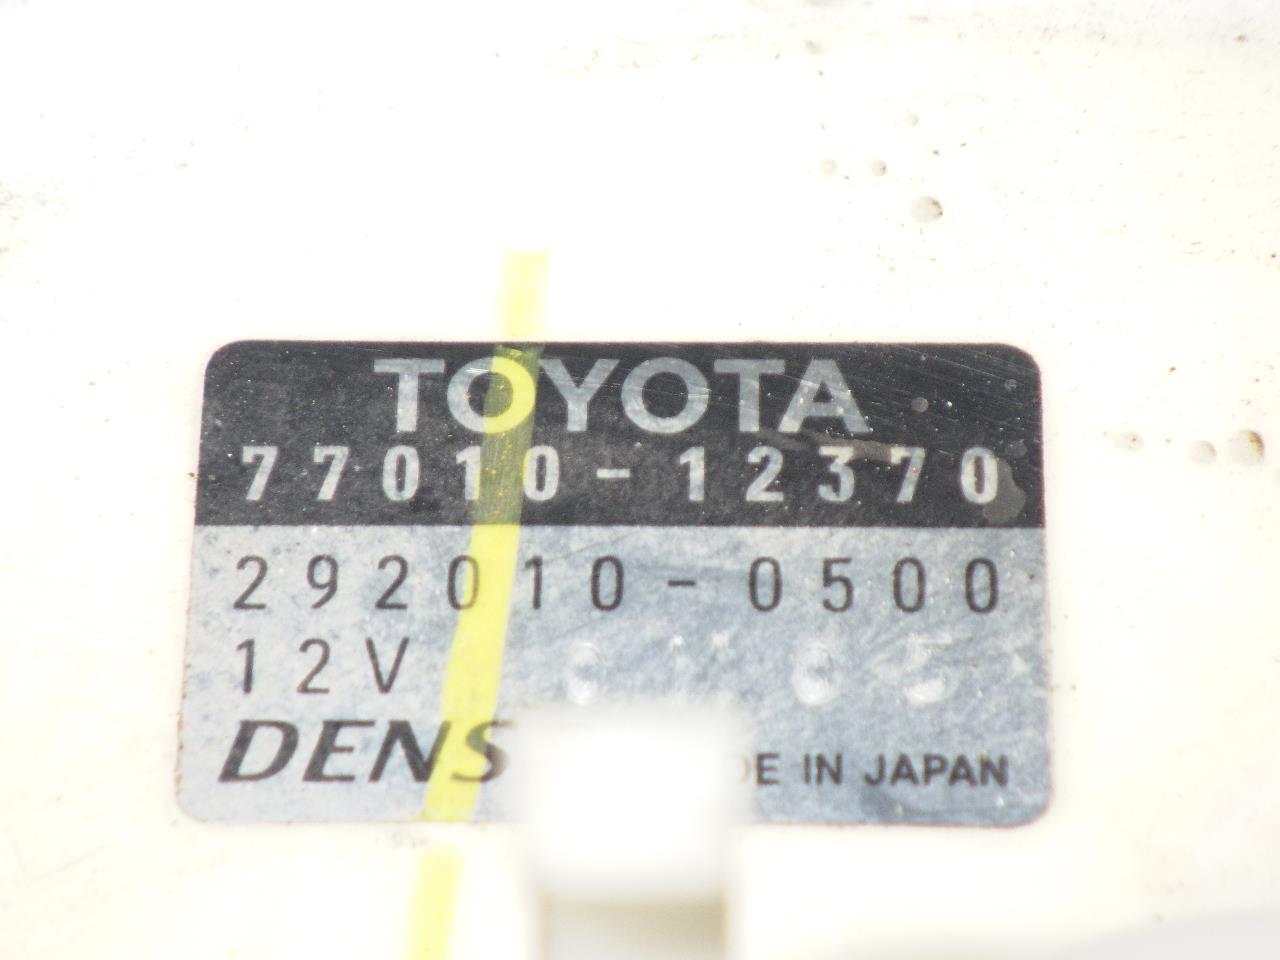 TOYOTA
77010-12370
292010-0500
12V
DENS DE IN JAPAN